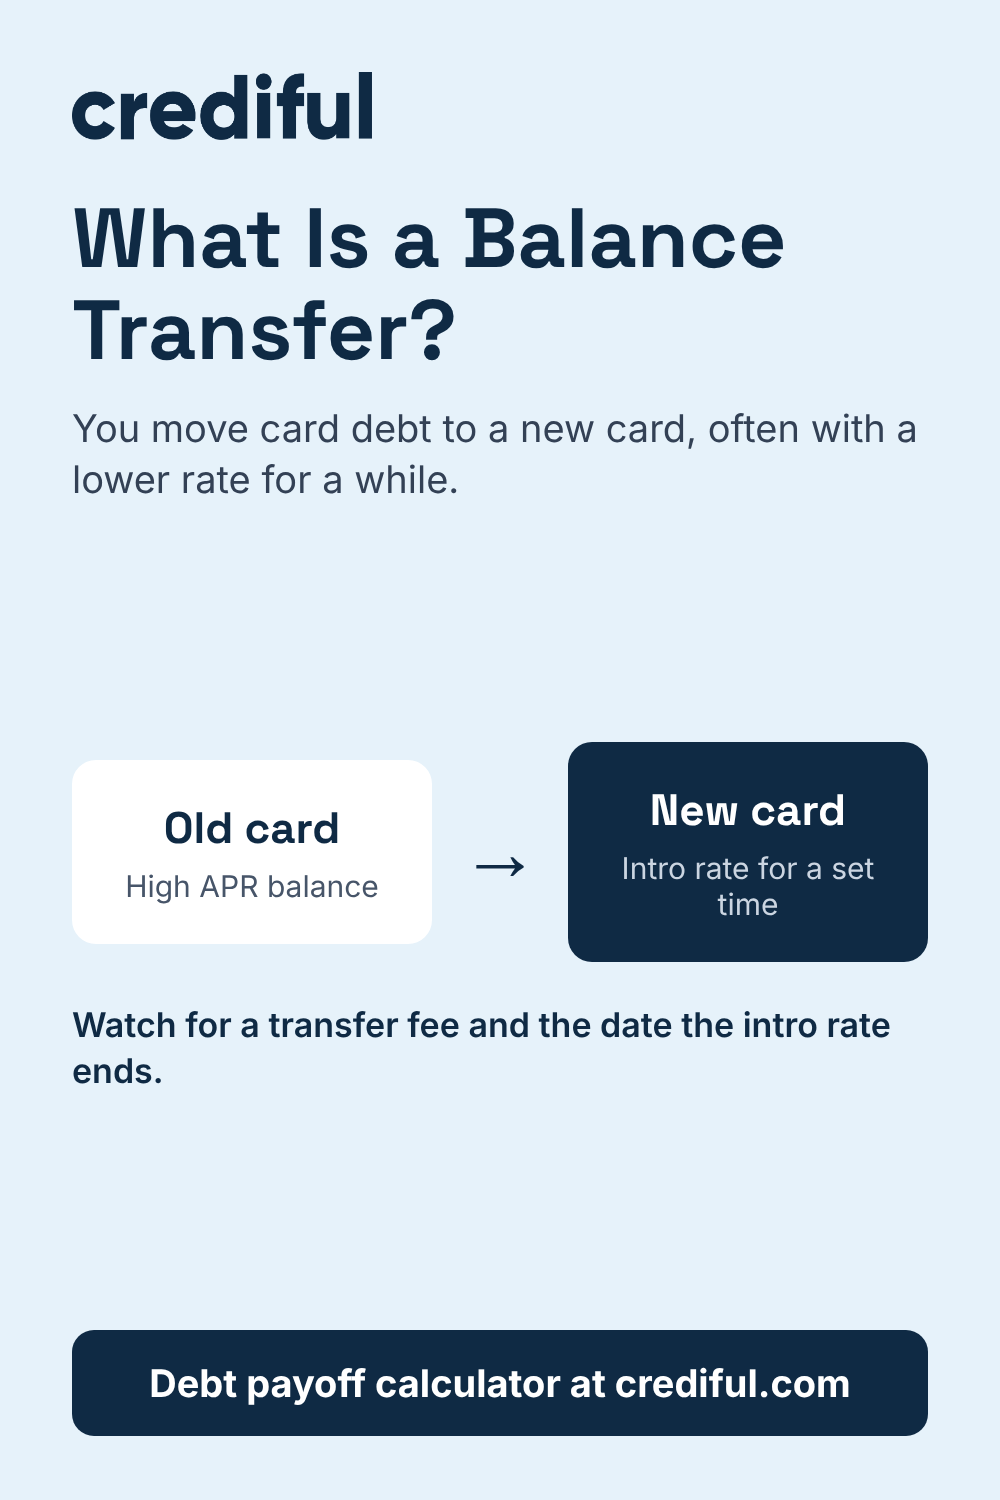 crediful
What Is a Balance
Transfer?
You move card debt to a new card, often with a
lower rate for a while.
Old card
High APR balance
→
New card
Intro rate for a set
time
Watch for a transfer fee and the date the intro rate
ends.
Debt payoff calculator at crediful.com